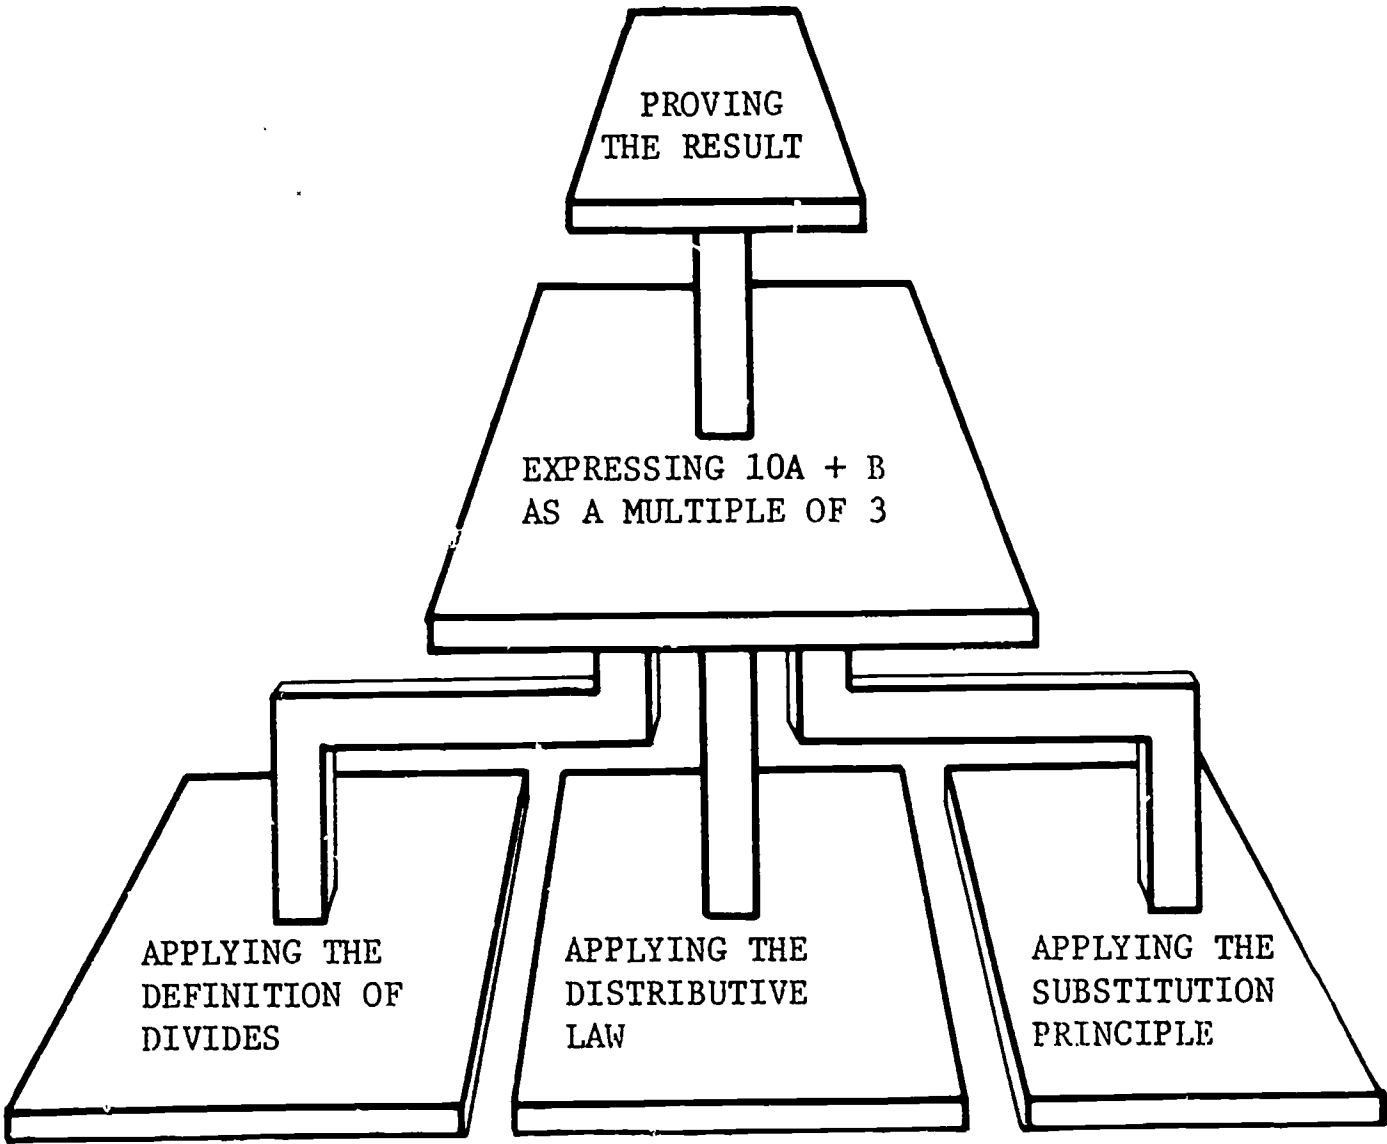 PROVING
THE RESULT
EXPRESSING 10A + B
AS A MULTIPLE OF 3
APPLYING THE
DEFINITION OF
DIVIDES
APPLYING THE
DISTRIBUTIVE
LAW
APPLYING THE
SUBSTITUTION
PRINCIPLE